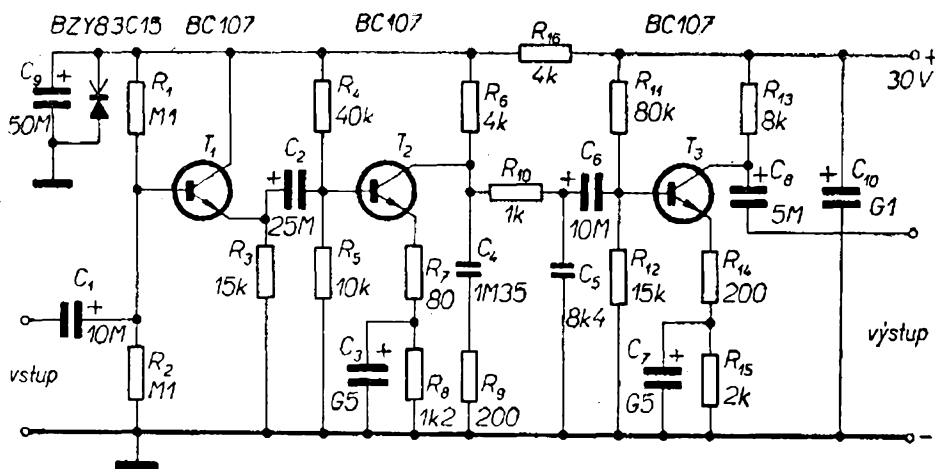 BZY83C15
BC107
BC107
BC107
C9
+
50M
R1
M1
T1
C1
+
10M
R2
M1
vstup
R3
15k
C2
+
25M
R4
40k
R5
10k
T2
R6
4k
R7
80
C3
+
G5
R8
1k2
C4
1M35
R9
200
R10
1k
C5
8k4
C6
+
10M
R16
4k
R11
80k
R12
15k
T3
R13
8k
R14
200
C7
+
G5
R15
2k
C8
+
5M
C10
+
G1
+
30V
výstup
-